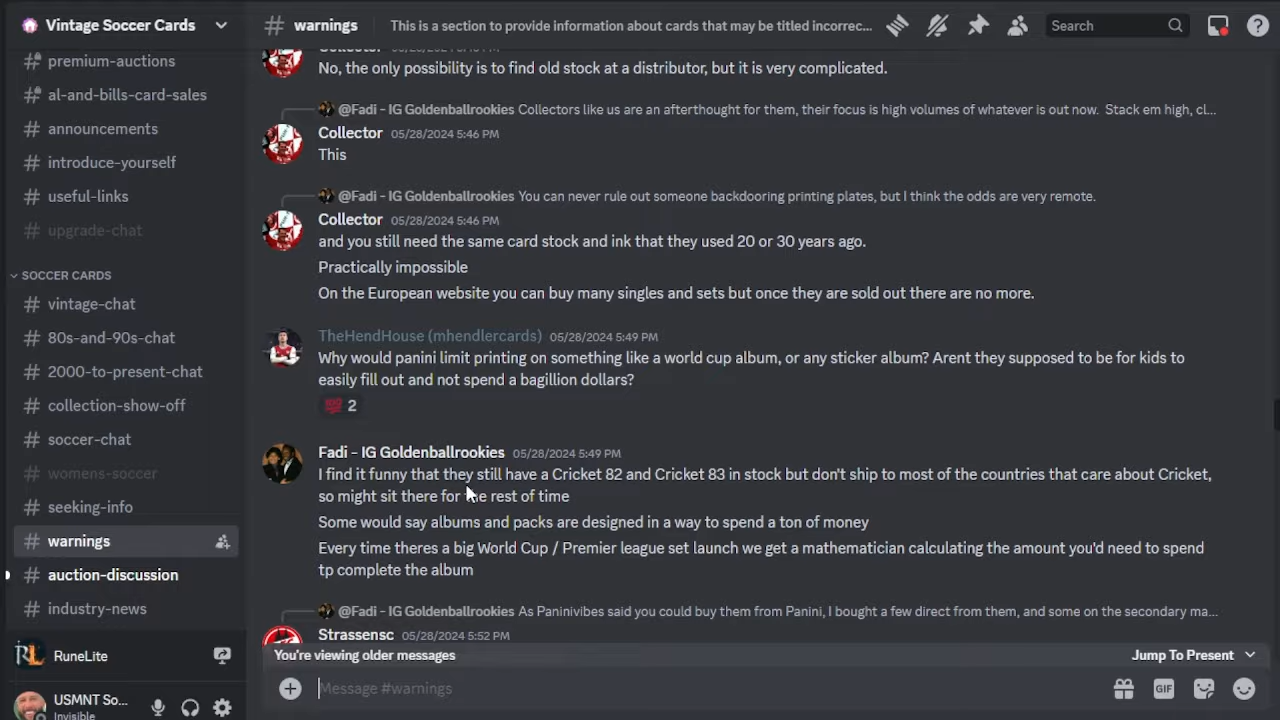 Vintage Soccer Cards
premium-auctions
al-and-bills-card-sales
announcements
introduce-yourself
useful-links
upgrade-chat
SOCCER CARDS
# vintage-chat
# 80s-and-90s-chat
# 2000-to-present-chat
# collection-show-off
# soccer-chat
# womens-soccer
# seeking-info
# warnings
# auction-discussion
# industry-news
RuneLite
USMNT So...
Invisible
# warnings
This is a section to provide information about cards that may be titled incorrec...
Search
No, the only possibility is to find old stock at a distributor, but it is very complicated.
@Fadi - IG Goldenballrookies Collectors like us are an afterthought for them, their focus is high volumes of whatever is out now. Stack em high, cl...
Collector 05/28/2024 5:46 PM
This
@Fadi - IG Goldenballrookies You can never rule out someone backdooring printing plates, but I think the odds are very remote.
Collector 05/28/2024 5:46 PM
and you still need the same card stock and ink that they used 20 or 30 years ago.
Practically impossible
On the European website you can buy many singles and sets but once they are sold out there are no more.
TheHendHouse (mhendlercards) 05/28/2024 5:49 PM
Why would panini limit printing on something like a world cup album, or any sticker album? Arent they supposed to be for kids to
easily fill out and not spend a bagillion dollars?
💯 2
Fadi - IG Goldenballrookies 05/28/2024 5:49 PM
I find it funny that they still have a Cricket 82 and Cricket 83 in stock but don't ship to most of the countries that care about Cricket,
so might sit there for the rest of time
Some would say albums and packs are designed in a way to spend a ton of money
Every time theres a big World Cup / Premier league set launch we get a mathematician calculating the amount you'd need to spend
tp complete the album
@Fadi - IG Goldenballrookies As Paninivibes said you could buy them from Panini, I bought a few direct from them, and some on the secondary ma...
Strassensc 05/28/2024 5:52 PM
You're viewing older messages
Jump To Present
Message #warnings
GIF